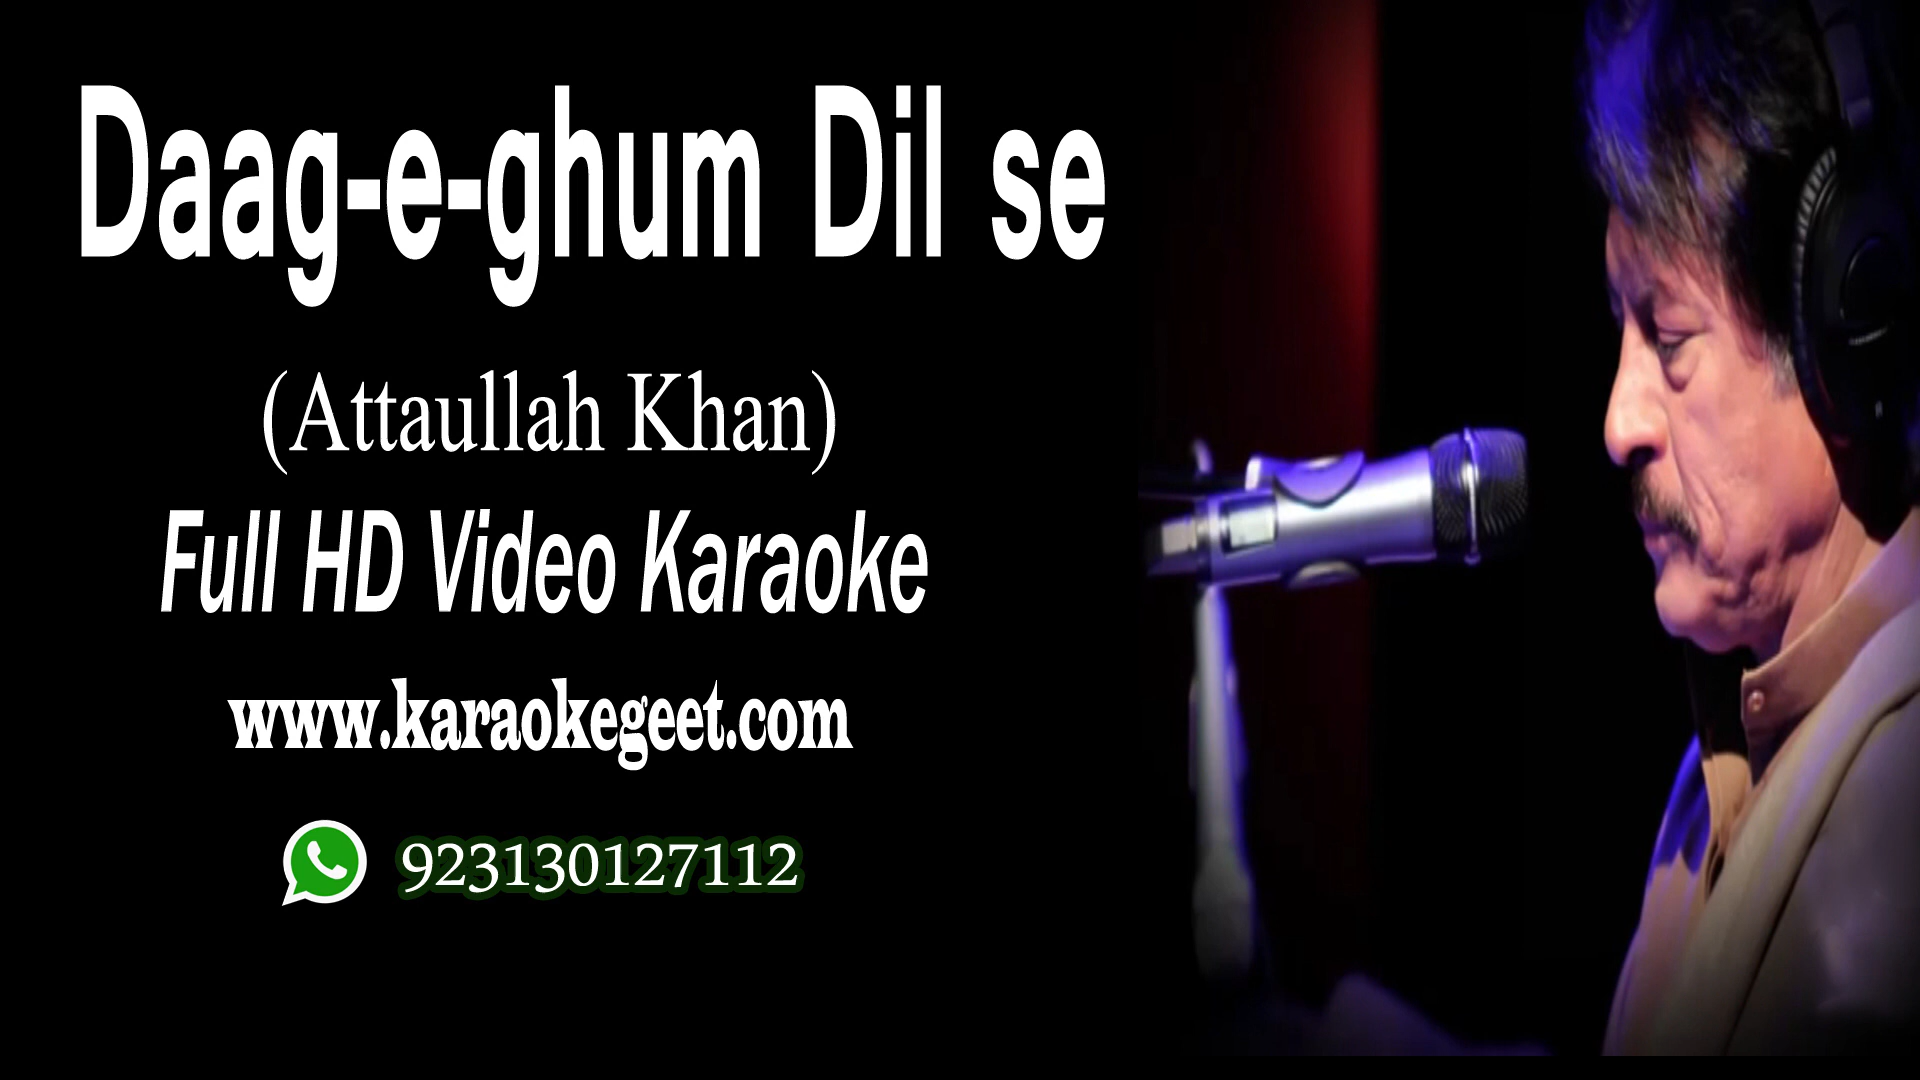 Daag-e-ghum Dil se
(Attaullah Khan)
Full HD Video Karaoke
www.karaokegeet.com
923130127112